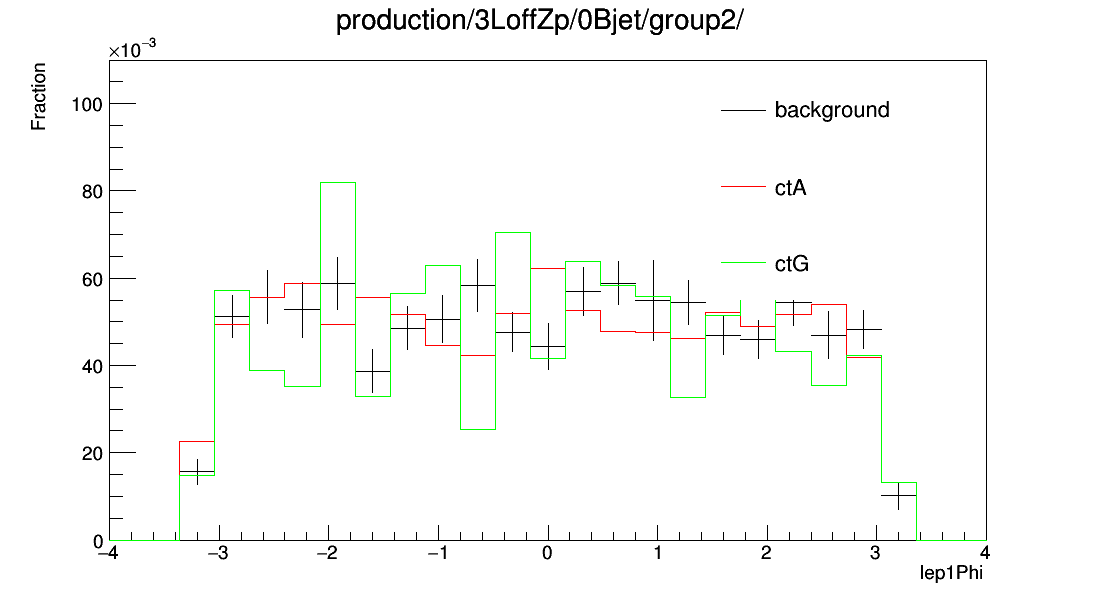 production/3LoffZp/0Bjet/group2/
×10⁻³
Fraction
100
80
60
40
20
0
background
ctA
ctG
−4 −3 −2 −1 0 1 2 3 4
lep1Phi